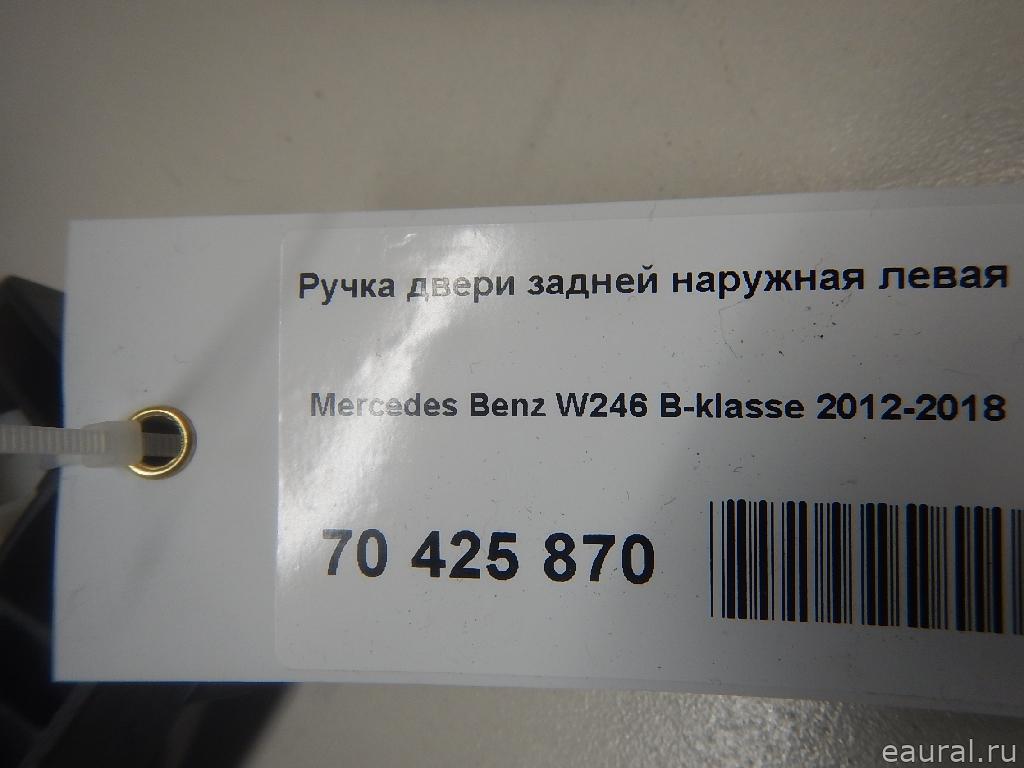 Ручка двери задней наружная левая
Mercedes Benz W246 B-klasse 2012-2018
70 425 870
eaural.ru